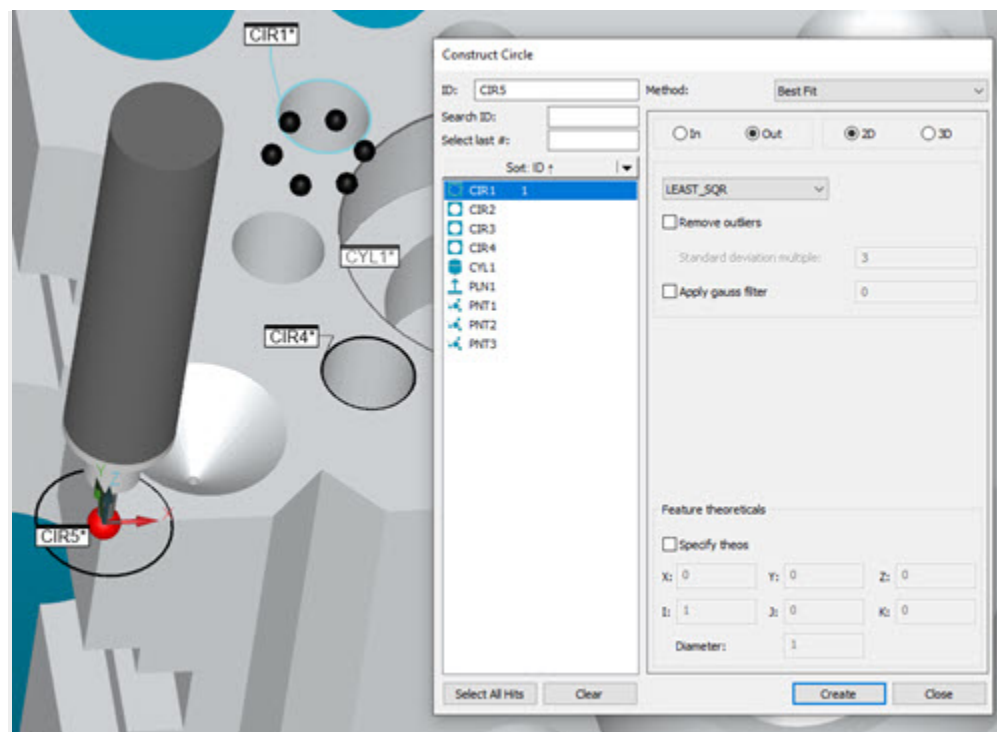 CIR1*
CYL1*
CIR4*
CIR5*
Y
Z
X
Construct Circle
ID: CIR5
Method: Best Fit
Search ID:
Select last #:
In Out 2D 3D
Sort: ID ↑
CIR1 1
CIR2
CIR3
CIR4
CYL1
PLN1
PNT1
PNT2
PNT3
LEAST_SQR
Remove outliers
Standard deviation multiple: 3
Apply gauss filter 0
Feature theoreticals
Specify theos
X: 0 Y: 0 Z: 0
I: 1 J: 0 K: 0
Diameter: 1
Select All Hits Clear Create Close